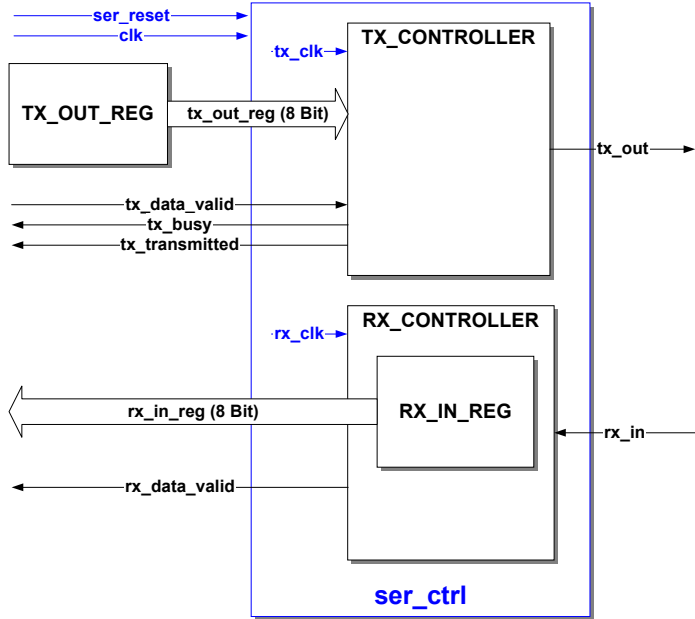 ser_reset
clk
tx_clk
TX_CONTROLLER
TX_OUT_REG
tx_out_reg (8 Bit)
tx_out
tx_data_valid
tx_busy
tx_transmitted
RX_CONTROLLER
rx_clk
rx_in_reg (8 Bit)
RX_IN_REG
rx_in
rx_data_valid
ser_ctrl